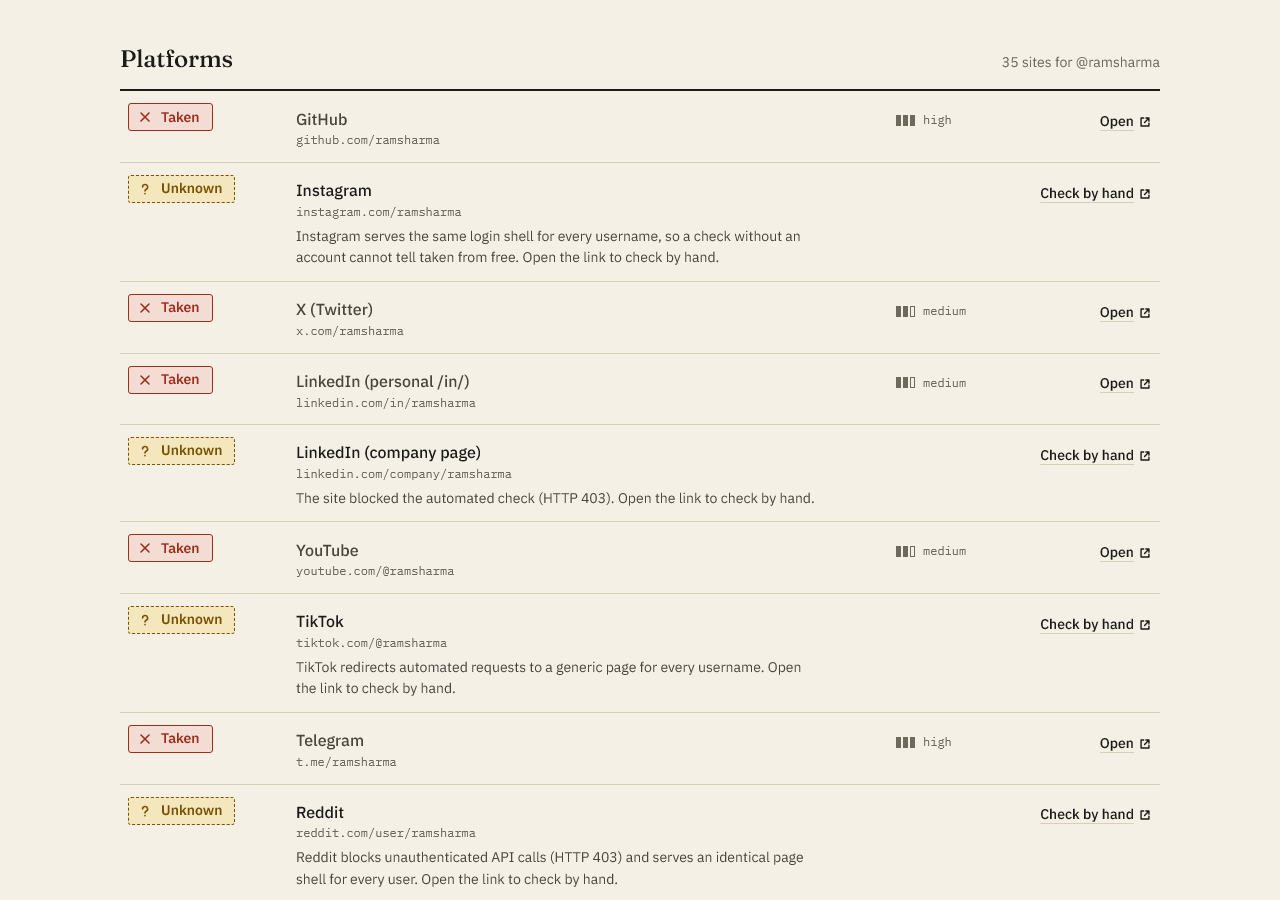 Platforms
35 sites for @ramsharma
Taken
GitHub
high
Open
github.com/ramsharma
? Unknown
Instagram
Check by hand
instagram.com/ramsharma
Instagram serves the same login shell for every username, so a check without an
account cannot tell taken from free. Open the link to check by hand.
Taken
X (Twitter)
medium
Open
x.com/ramsharma
Taken
LinkedIn (personal /in/)
medium
Open
linkedin.com/in/ramsharma
? Unknown
LinkedIn (company page)
Check by hand
linkedin.com/company/ramsharma
The site blocked the automated check (HTTP 403). Open the link to check by hand.
Taken
YouTube
medium
Open
youtube.com/@ramsharma
? Unknown
TikTok
Check by hand
tiktok.com/@ramsharma
TikTok redirects automated requests to a generic page for every username. Open
the link to check by hand.
Taken
Telegram
high
Open
t.me/ramsharma
? Unknown
Reddit
Check by hand
reddit.com/user/ramsharma
Reddit blocks unauthenticated API calls (HTTP 403) and serves an identical page
shell for every user. Open the link to check by hand.